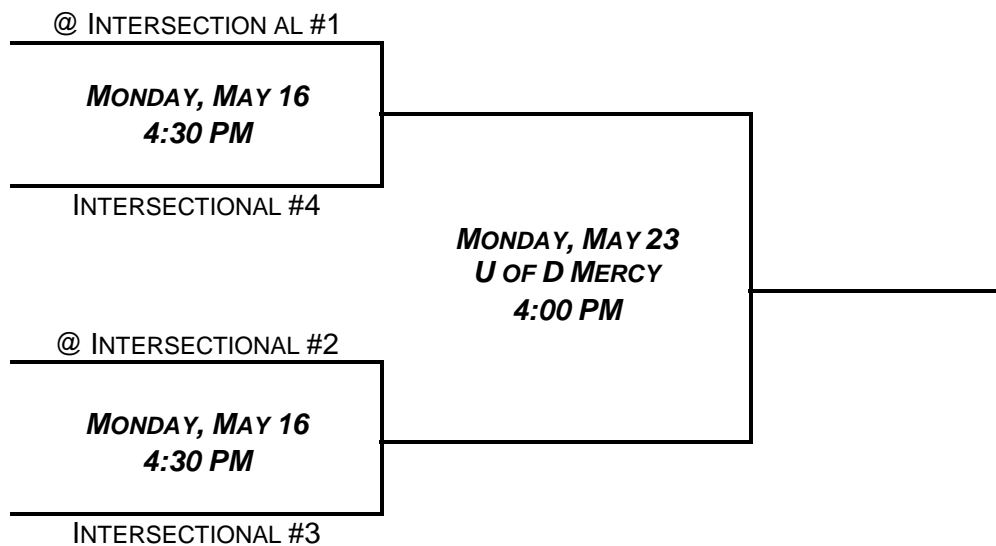 @ INTERSECTION AL #1
MONDAY, MAY 16
4:30 PM
INTERSECTIONAL #4
MONDAY, MAY 23
U OF D MERCY
4:00 PM
@ INTERSECTIONAL #2
MONDAY, MAY 16
4:30 PM
INTERSECTIONAL #3